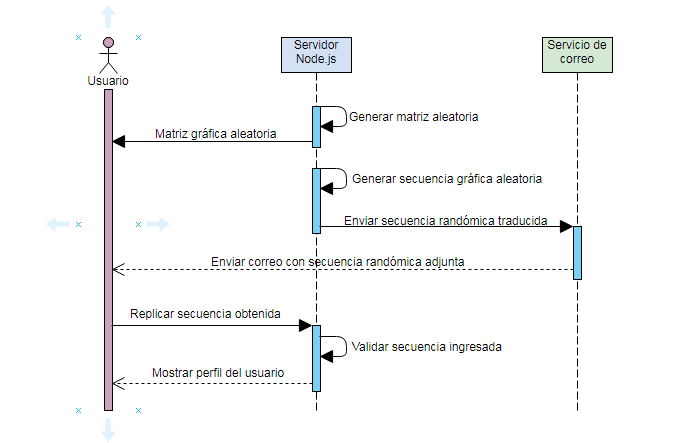 Servidor
Node.js
Servicio de
correo
Usuario
Generar matriz aleatoria
Matriz gráfica aleatoria
Generar secuencia gráfica aleatoria
Enviar secuencia randómica traducida
Enviar correo con secuencia randómica adjunta
Replicar secuencia obtenida
Validar secuencia ingresada
Mostrar perfil del usuario